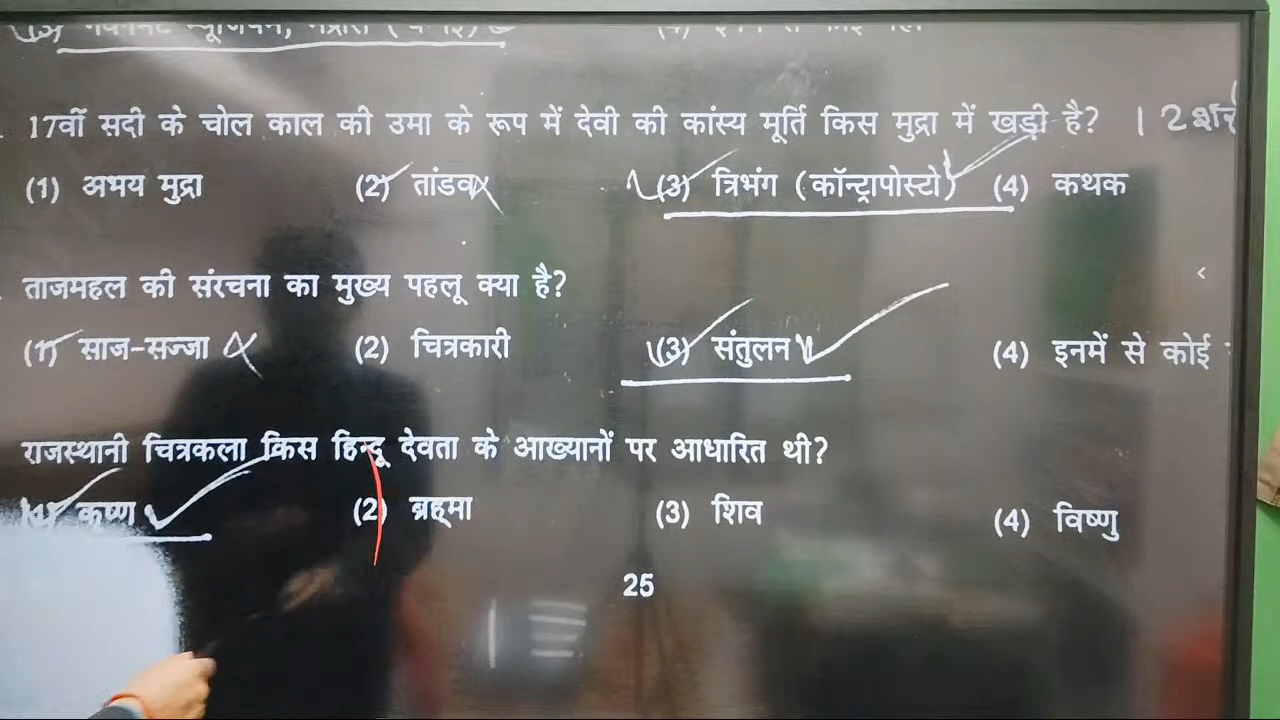 17वीं सदी के चोल काल की उमा के रूप में देवी की कांस्य मूर्ति किस मुद्रा में खड़ी है?
(1) अभय मुद्रा (2) तांडव (3) त्रिभंग (कॉन्ट्रापोस्टो) (4) कथक
ताजमहल की संरचना का मुख्य पहलू क्या है?
(1) साज-सज्जा (2) चित्रकारी (3) संतुलन (4) इनमें से कोई
राजस्थानी चित्रकला किस हिन्दू देवता के आख्यानों पर आधारित थी?
(1) कृष्ण (2) ब्रह्मा (3) शिव (4) विष्णु
25